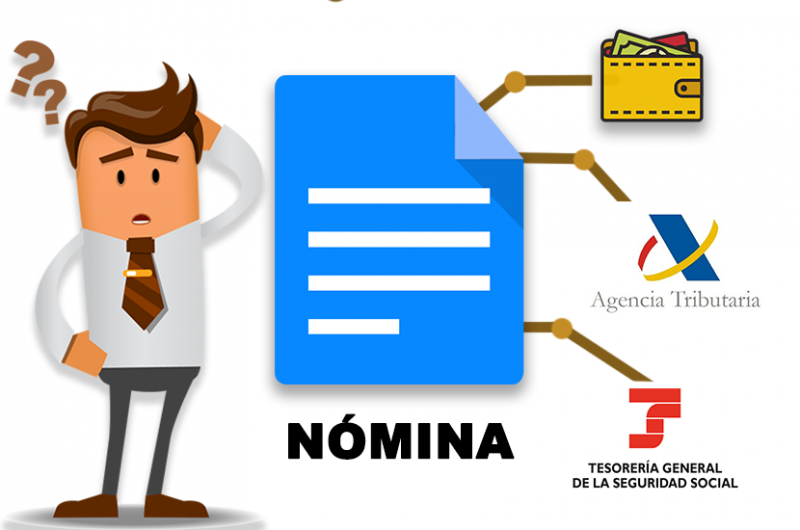 ??
Agencia Tributaria
NÓMINA
TESORERÍA GENERAL
DE LA SEGURIDAD SOCIAL